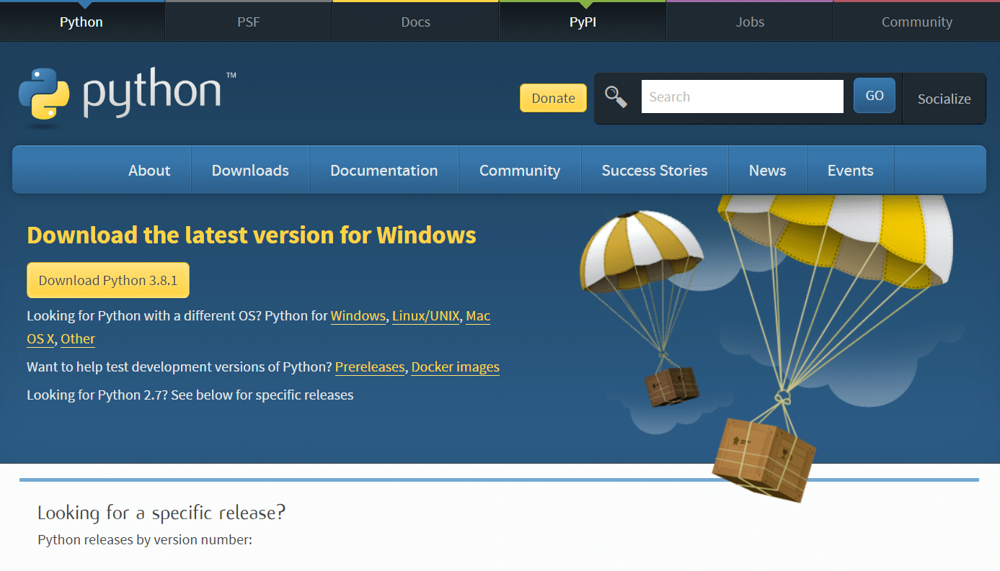 Python PSF Docs PyPI Jobs Community
python™
Donate Search GO Socialize
About Downloads Documentation Community Success Stories News Events
Download the latest version for Windows
Download Python 3.8.1
Looking for Python with a different OS? Python for Windows, Linux/UNIX, Mac
OS X, Other
Want to help test development versions of Python? Prereleases, Docker images
Looking for Python 2.7? See below for specific releases
Looking for a specific release?
Python releases by version number: